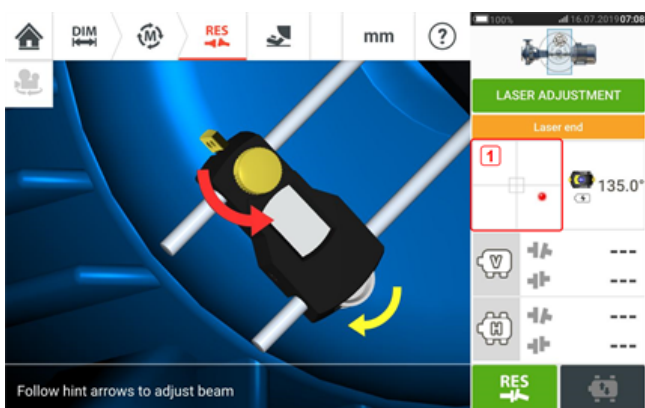 DIM
M
RES
mm
?
100%
16.07.2019 07:08
LASER ADJUSTMENT
Laser end
1
135.0°
V
---
---
H
---
---
RES
Follow hint arrows to adjust beam